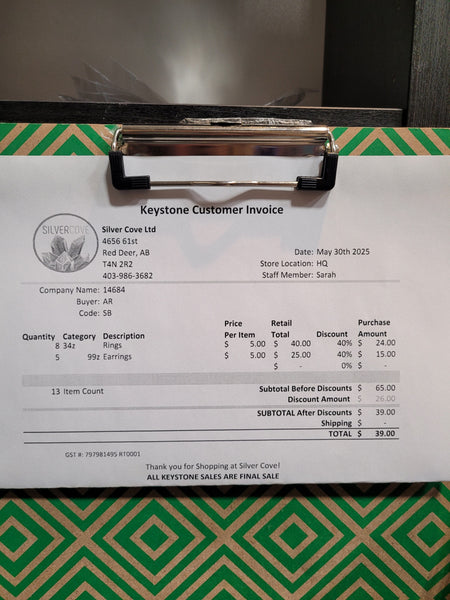 Keystone Customer Invoice
SILVERCOVE
Silver Cove Ltd
4656 61st
Red Deer, AB
T4N 2R2
403-986-3682
Date: May 30th 2025
Store Location: HQ
Staff Member: Sarah
Company Name: 14684
Buyer: AR
Code: SB
Quantity Category Description Price Per Item Retail Total Discount Purchase Amount
8 34z Rings $ 5.00 $ 40.00 40% $ 24.00
5 99z Earrings $ 5.00 $ 25.00 40% $ 15.00
$ - 0% $ -
13 Item Count Subtotal Before Discounts $ 65.00
Discount Amount $ 26.00
SUBTOTAL After Discounts $ 39.00
Shipping $ -
TOTAL $ 39.00
GST #: 797981495 RT0001
Thank you for Shopping at Silver Cove!
ALL KEYSTONE SALES ARE FINAL SALE